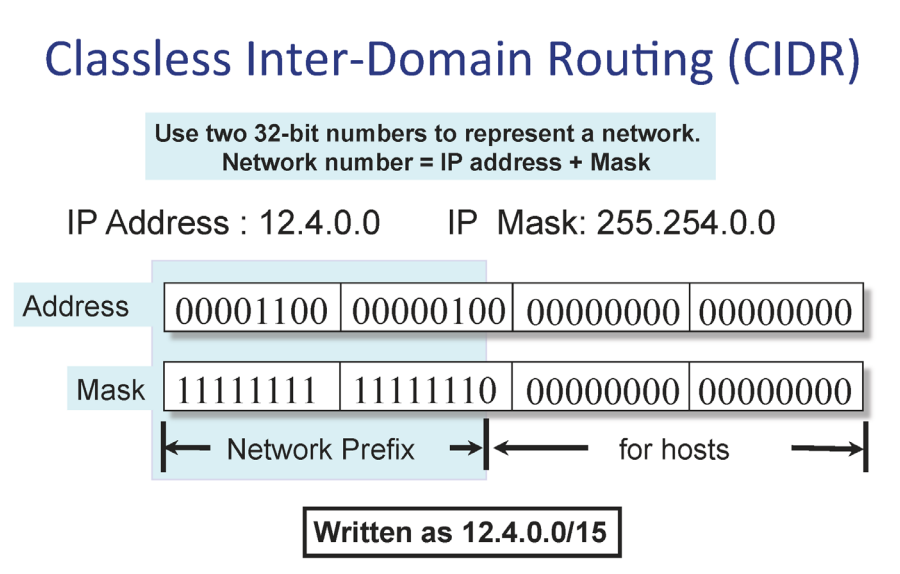 Classless Inter-Domain Routing (CIDR)
Use two 32-bit numbers to represent a network.
Network number = IP address + Mask
IP Address : 12.4.0.0 IP Mask: 255.254.0.0
Address 00001100 00000100 00000000 00000000
Mask 11111111 11111110 00000000 00000000
Network Prefix for hosts
Written as 12.4.0.0/15